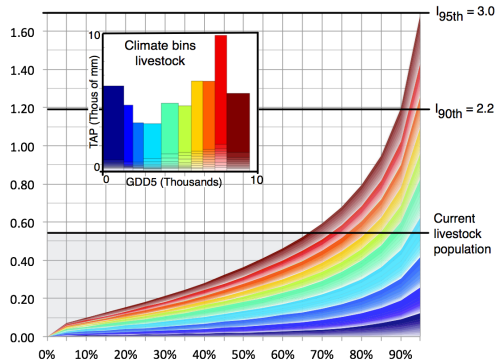 I95th = 3.0
1.60
1.40
1.20
1.00
0.80
0.60
0.40
0.20
0.00
I90th = 2.2
Current
livestock
population
10
Climate bins
livestock
TAP (Thous of mm)
0
0
10
GDD5 (Thousands)
0%
10%
20%
30%
40%
50%
60%
70%
80%
90%